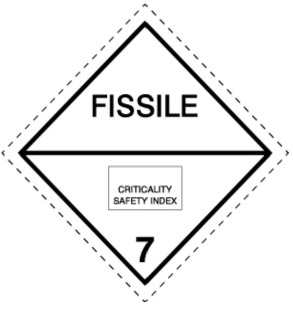 FISSILE
CRITICALITY
SAFETY INDEX
7